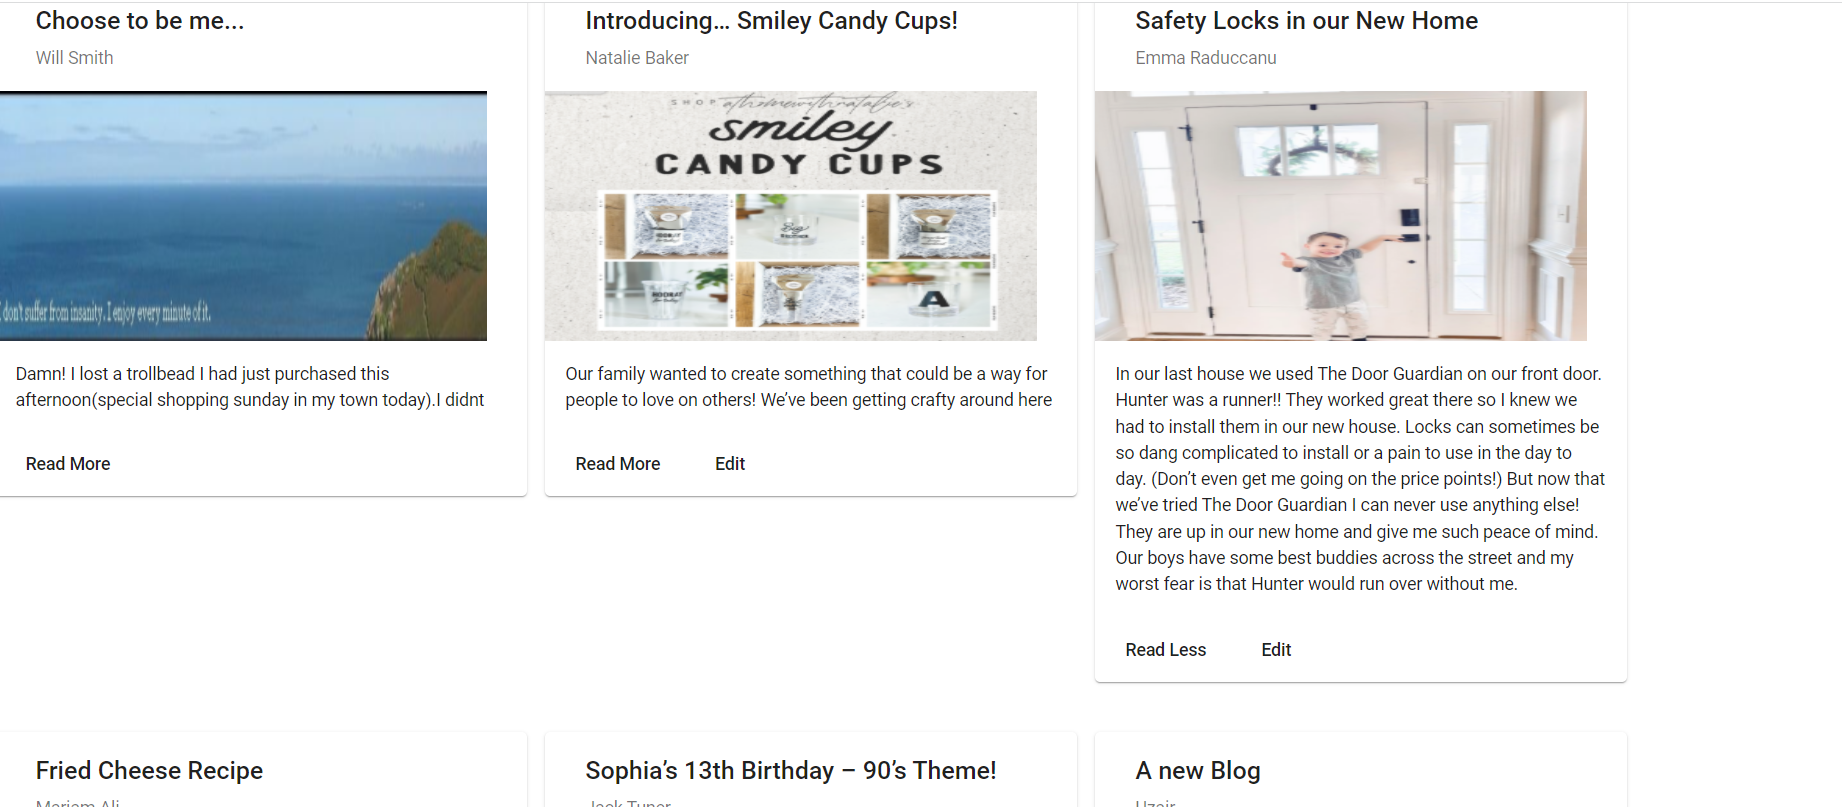 Choose to be me...
Will Smith
I don't suffer from insanity. I enjoy every minute of it.
Damn! I lost a trollbead I had just purchased this
afternoon(special shopping sunday in my town today).I didnt
Read More
Introducing... Smiley Candy Cups!
Natalie Baker
SHOP athomewithnatalie's
smiley
CANDY CUPS
HOORAY
A
Our family wanted to create something that could be a way for
people to love on others! We’ve been getting crafty around here
Read More Edit
Safety Locks in our New Home
Emma Raduccanu
In our last house we used The Door Guardian on our front door.
Hunter was a runner!! They worked great there so I knew we
had to install them in our new house. Locks can sometimes be
so dang complicated to install or a pain to use in the day to
day. (Don’t even get me going on the price points!) But now that
we’ve tried The Door Guardian I can never use anything else!
They are up in our new home and give me such peace of mind.
Our boys have some best buddies across the street and my
worst fear is that Hunter would run over without me.
Read Less Edit
Fried Cheese Recipe
Mariam Ali
Sophia’s 13th Birthday – 90’s Theme!
Jack Tuner
A new Blog
Uzair